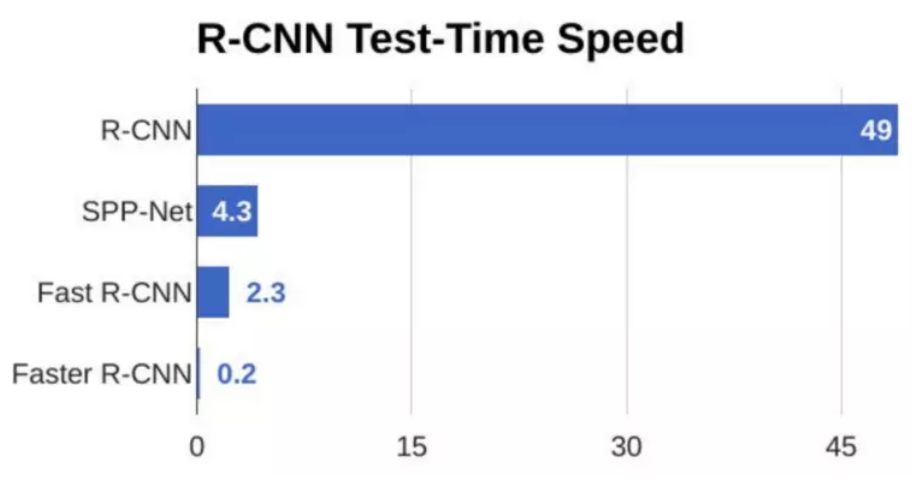 R-CNN Test-Time Speed
R-CNN 49
SPP-Net 4.3
Fast R-CNN 2.3
Faster R-CNN 0.2
0 15 30 45